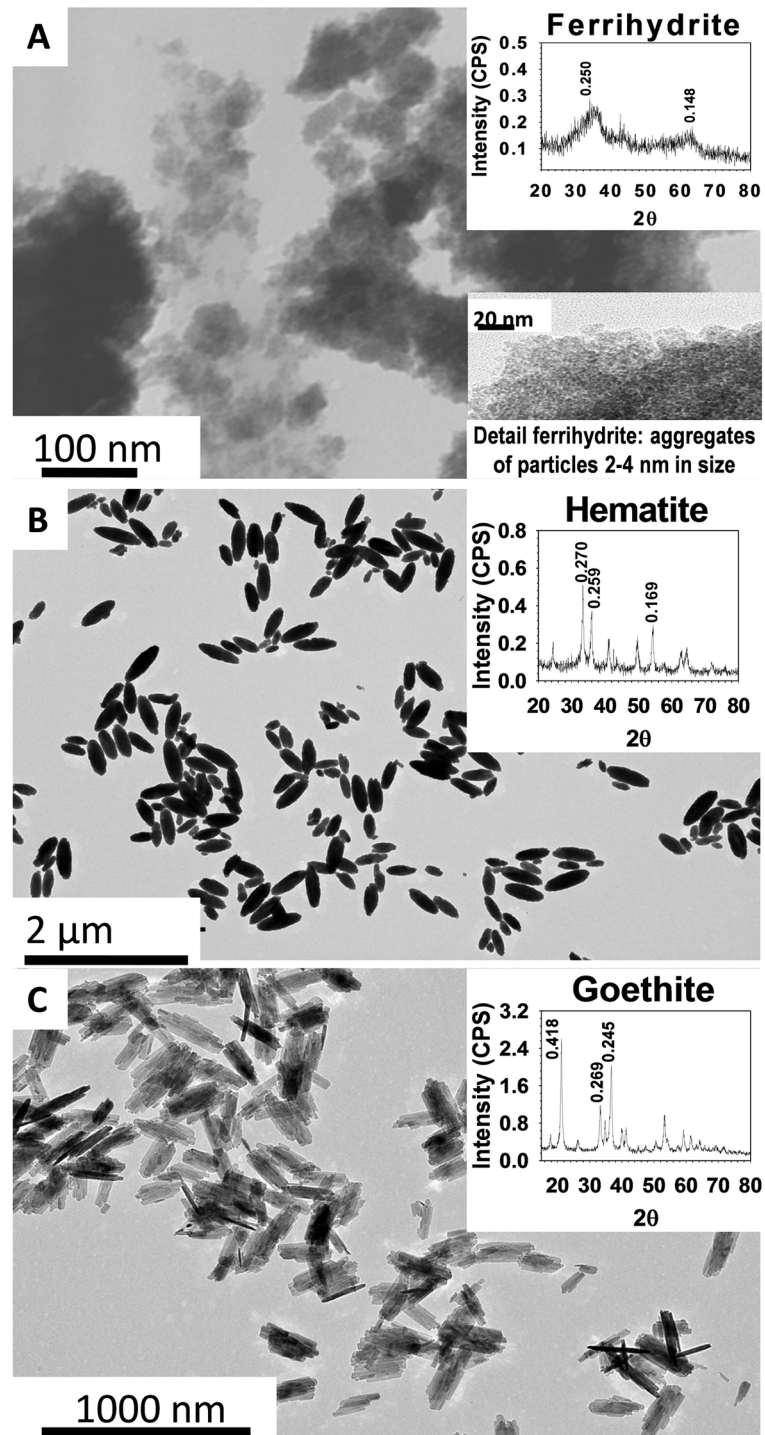 A
Ferrihydrite
Intensity (CPS)
0.5
0.4
0.3
0.2
0.1
0.250
0.148
20 30 40 50 60 70 80
2θ
20 nm
100 nm
Detail ferrihydrite: aggregates
of particles 2-4 nm in size
B
Hematite
Intensity (CPS)
0.8
0.6
0.4
0.2
0.0
0.270
0.259
0.169
20 30 40 50 60 70 80
2θ
2 µm
C
Goethite
Intensity (CPS)
3.2
2.4
1.6
0.8
0.0
0.418
0.269
0.245
20 30 40 50 60 70 80
2θ
1000 nm